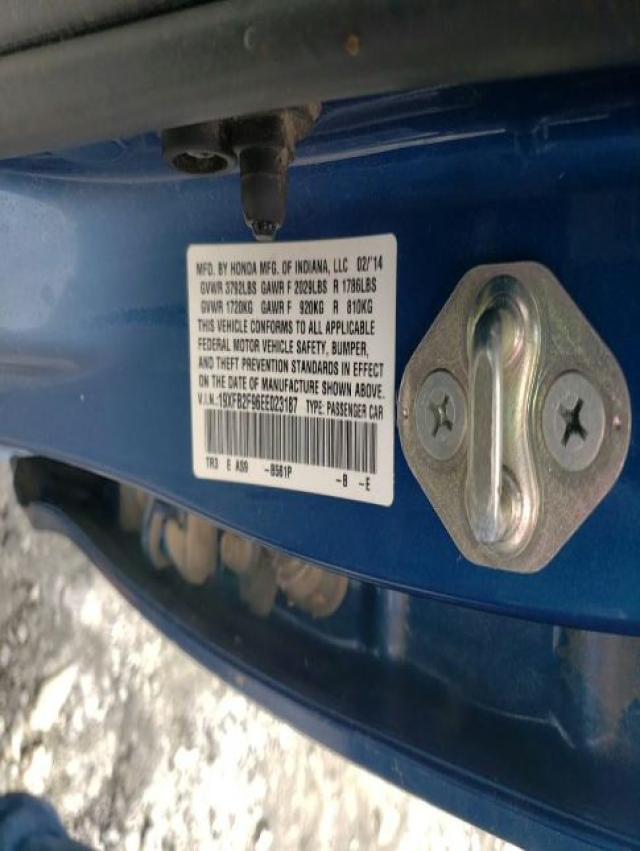 MFD. BY HONDA MFG. OF INDIANA, LLC 02/'14
GVWR 3792LBS GAWR F 2029LBS R 1786LBS
GVWR 1720KG GAWR F 920KG R 810KG
THIS VEHICLE CONFORMS TO ALL APPLICABLE
FEDERAL MOTOR VEHICLE SAFETY, BUMPER,
AND THEFT PREVENTION STANDARDS IN EFFECT
ON THE DATE OF MANUFACTURE SHOWN ABOVE.
V.I.N.:19XFB2F96EE023187 TYPE: PASSENGER CAR
TR3 E A99 -B561P -B -E